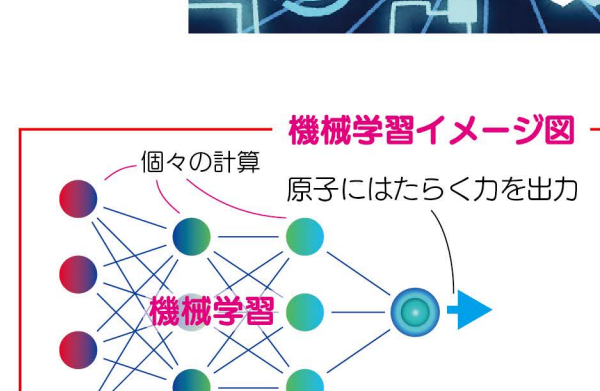 機械学習イメージ図
個々の計算
原子にはたらく力を出力
機械学習